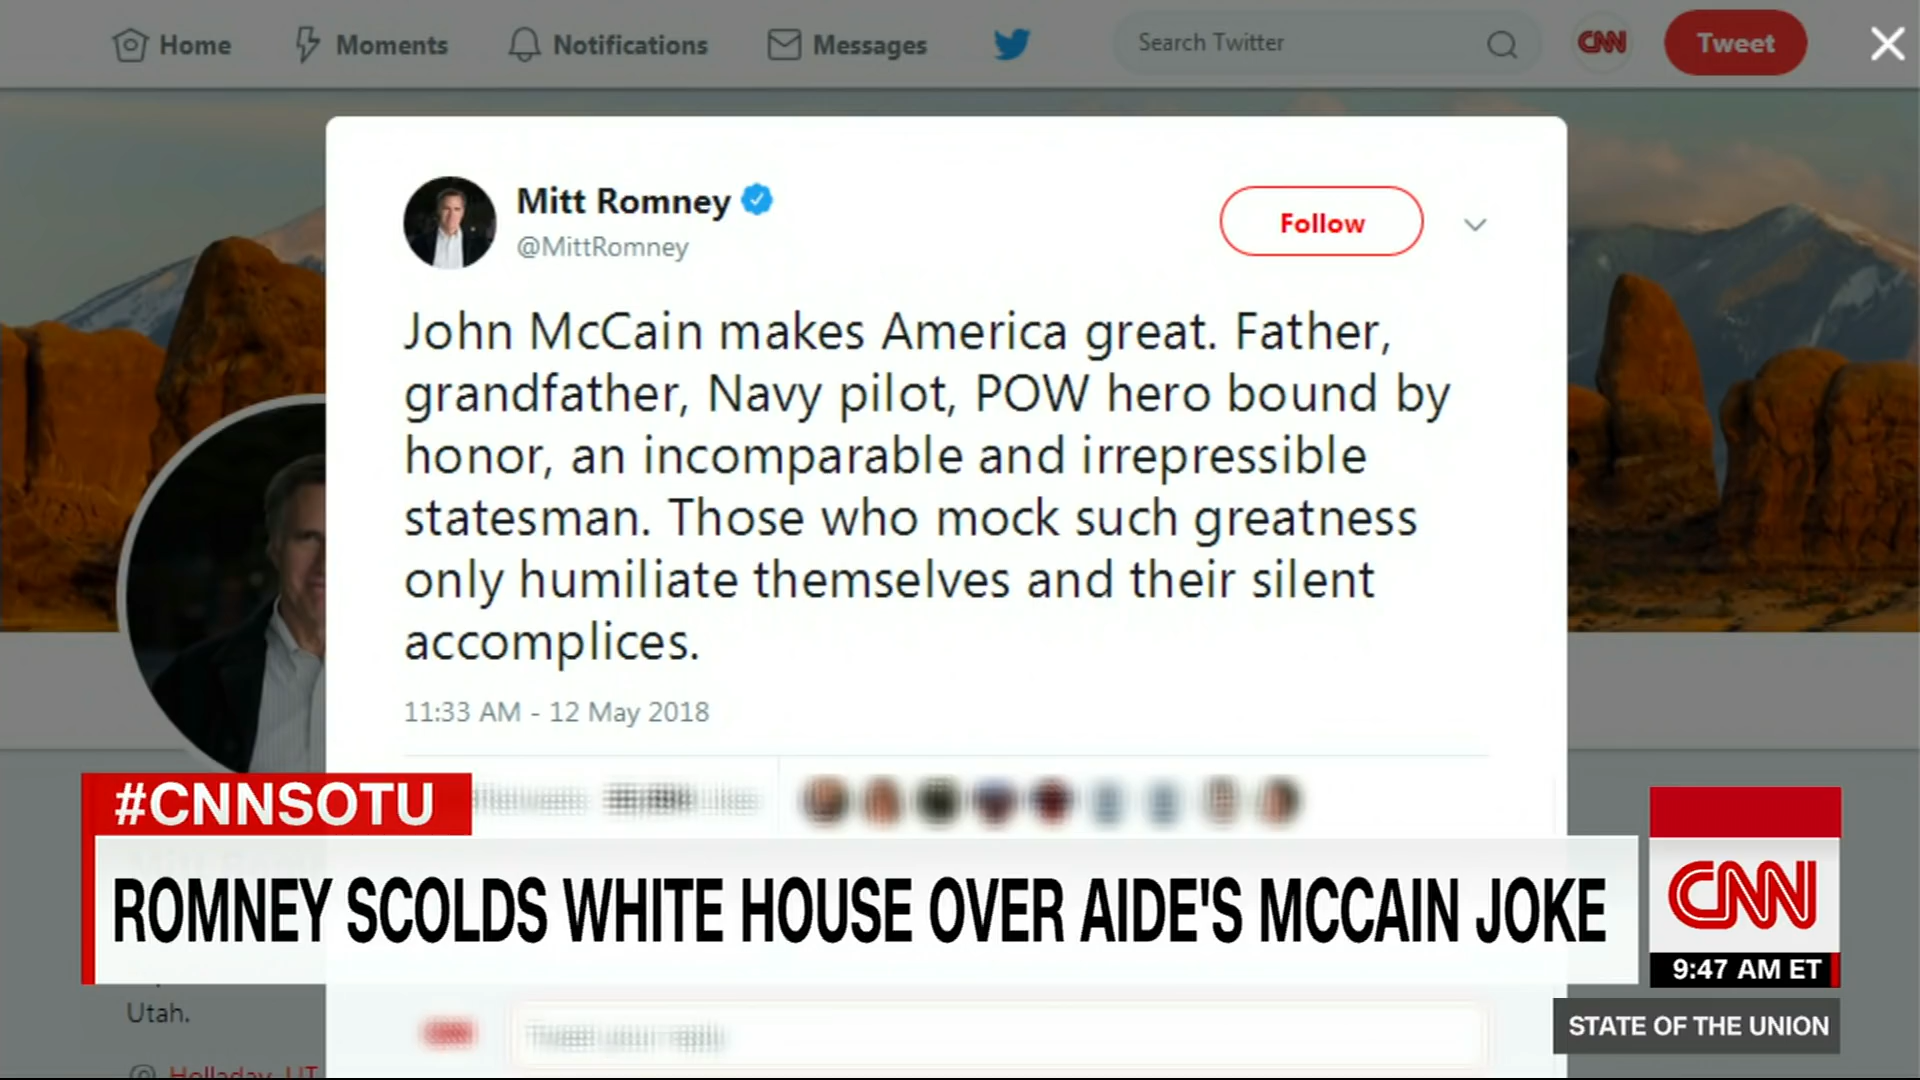 Home
Moments
Notifications
Messages
Search Twitter
CNN
Tweet
Mitt Romney
@MittRomney
Follow
John McCain makes America great. Father,
grandfather, Navy pilot, POW hero bound by
honor, an incomparable and irrepressible
statesman. Those who mock such greatness
only humiliate themselves and their silent
accomplices.
11:33 AM - 12 May 2018
#CNNSOTU
ROMNEY SCOLDS WHITE HOUSE OVER AIDE'S MCCAIN JOKE
CNN
9:47 AM ET
STATE OF THE UNION
Utah.
Holladay, UT